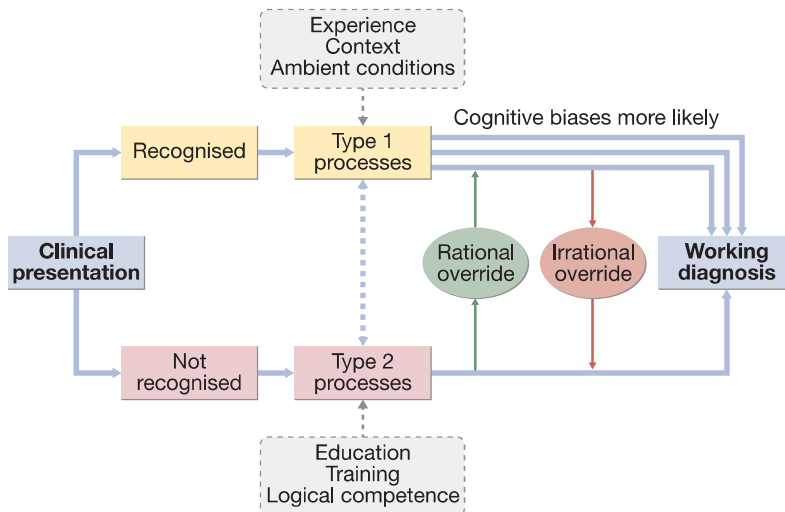 Experience
Context
Ambient conditions
Cognitive biases more likely
Recognised
Type 1
processes
Clinical
presentation
Rational
override
Irrational
override
Working
diagnosis
Not
recognised
Type 2
processes
Education
Training
Logical competence